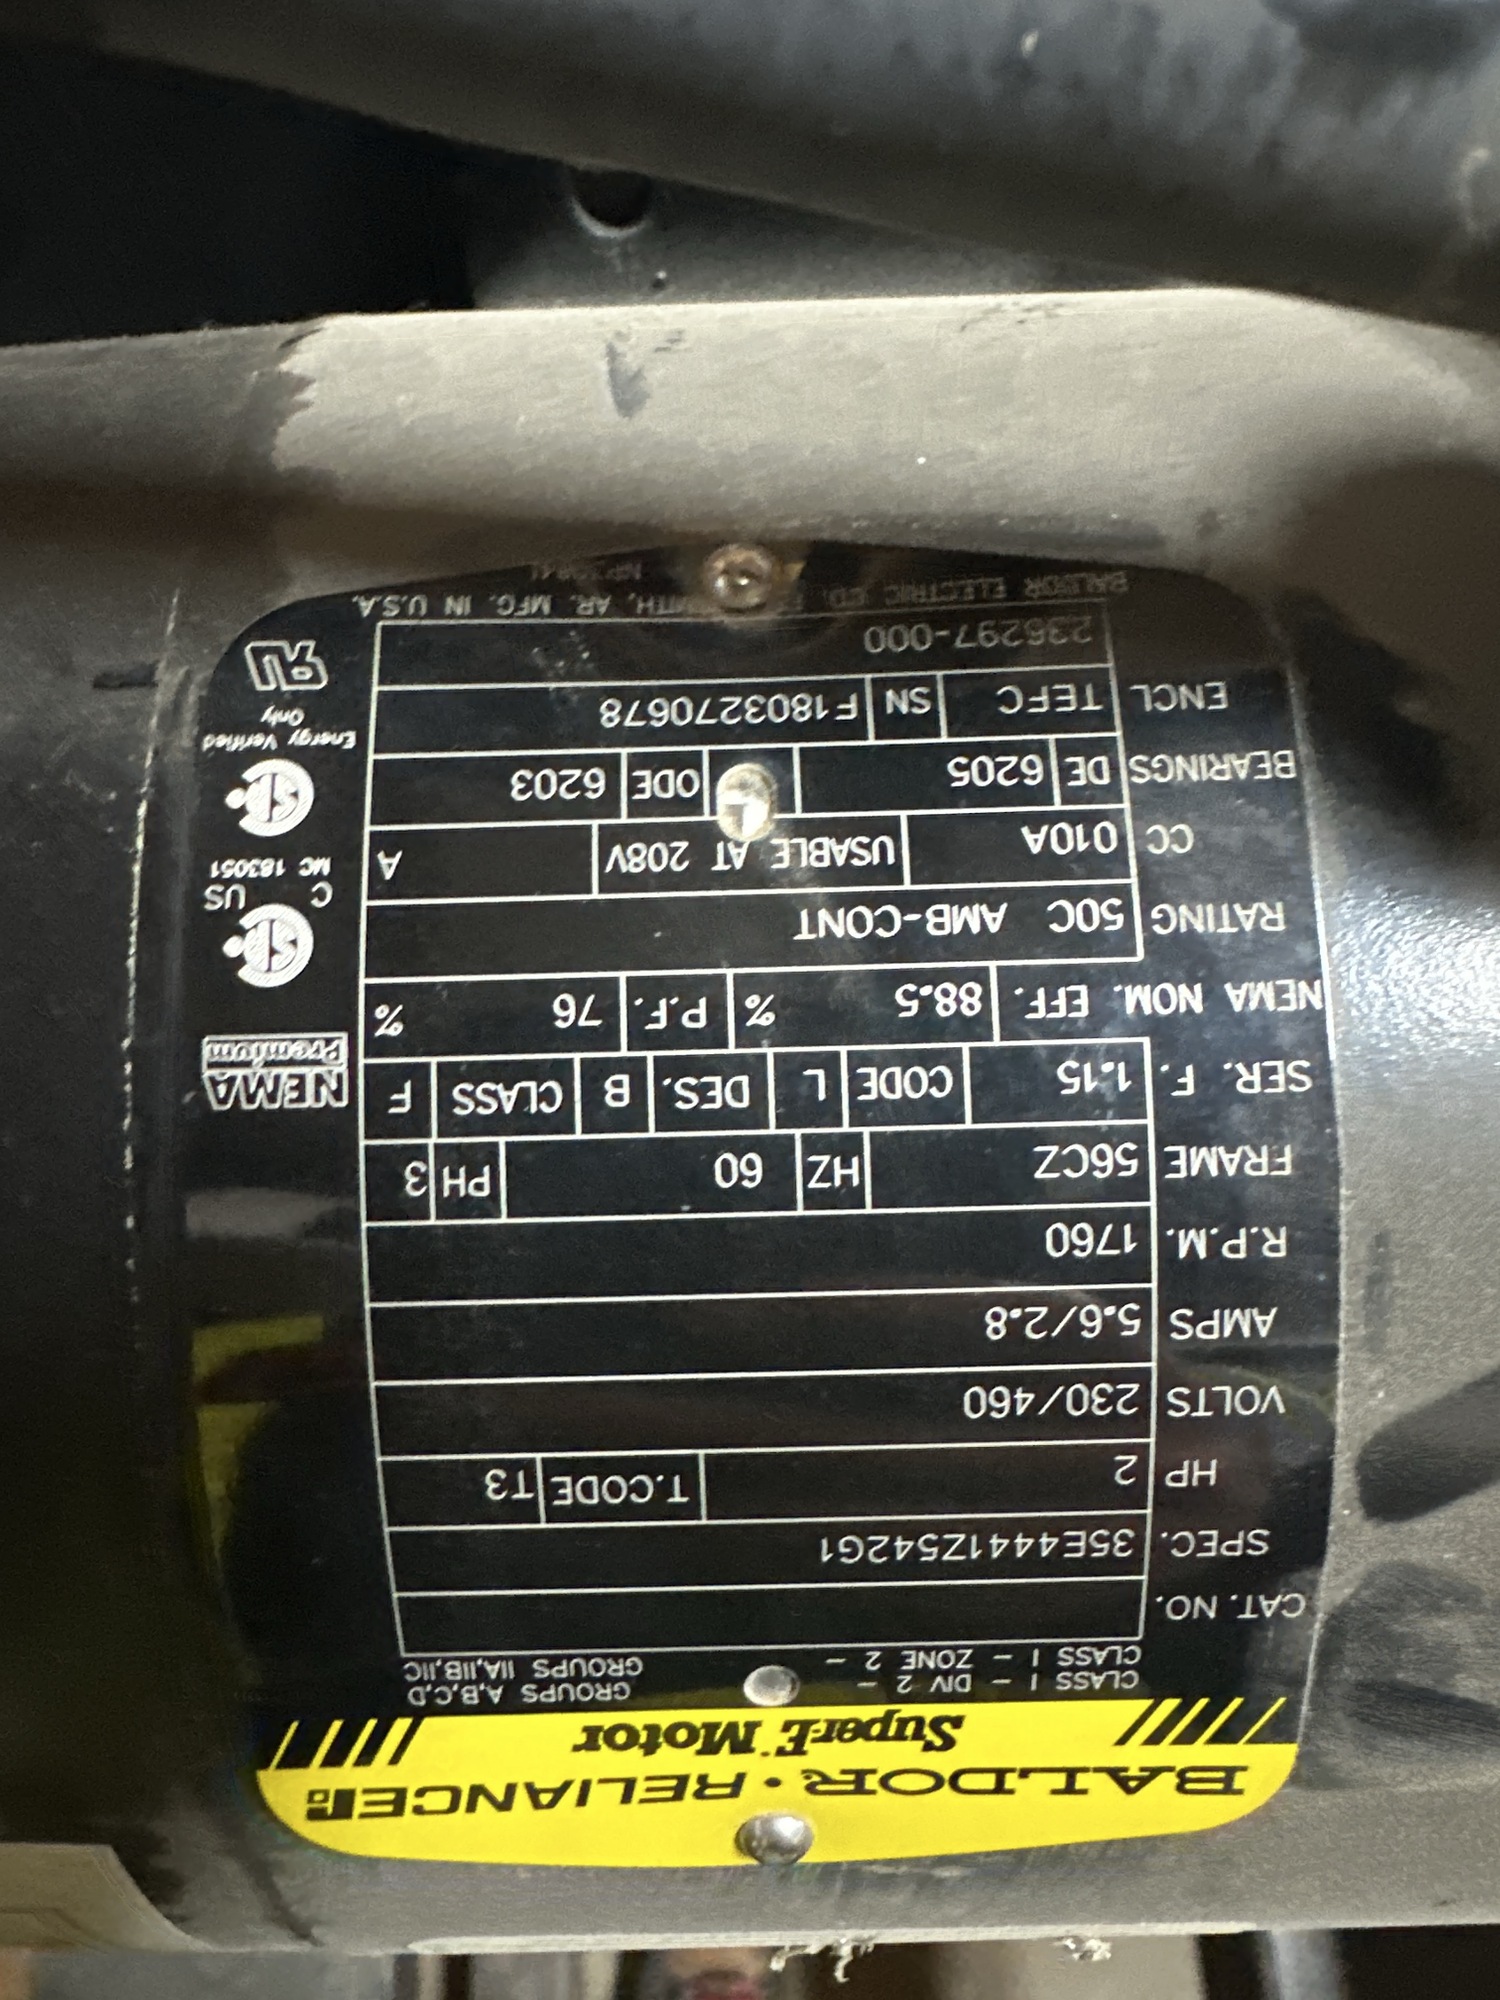 BALDOR • RELIANCE
Super-E Motor
CLASS I - DIV 2 - GROUPS A,B,C,D
CLASS I - ZONE 2 - GROUPS IIA,IIB,IIC
CAT. NO.
SPEC. 35E4441Z542G1
HP 2 T.CODE T3
VOLTS 230/460
AMPS 5.6/2.8
R.P.M. 1760
FRAME 56CZ HZ 60 PH 3
SER. F. 1.15 CODE L DES. B CLASS F
NEMA NOM. EFF. 88.5 % P.F. 76 %
RATING 50C AMB-CONT
CC 010A USABLE AT 208V A
BEARINGS DE 6205 ODE 6203
ENCL TEFC SN F1803270678
236297-000
BALDOR ELECTRIC CO. AR. MFG. IN U.S.A.
NEMA
Premium
C US
MC 183051
Energy Verified
Only